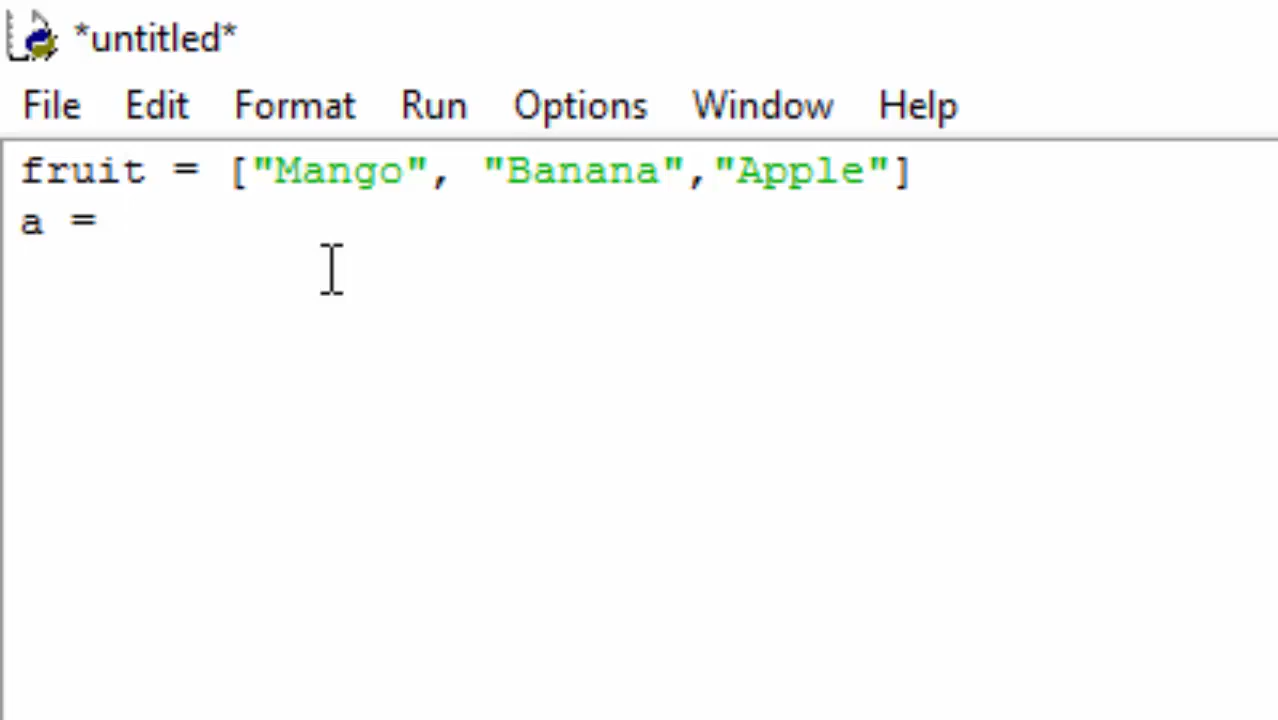 *untitled*
File Edit Format Run Options Window Help
fruit = ["Mango", "Banana","Apple"]
a =